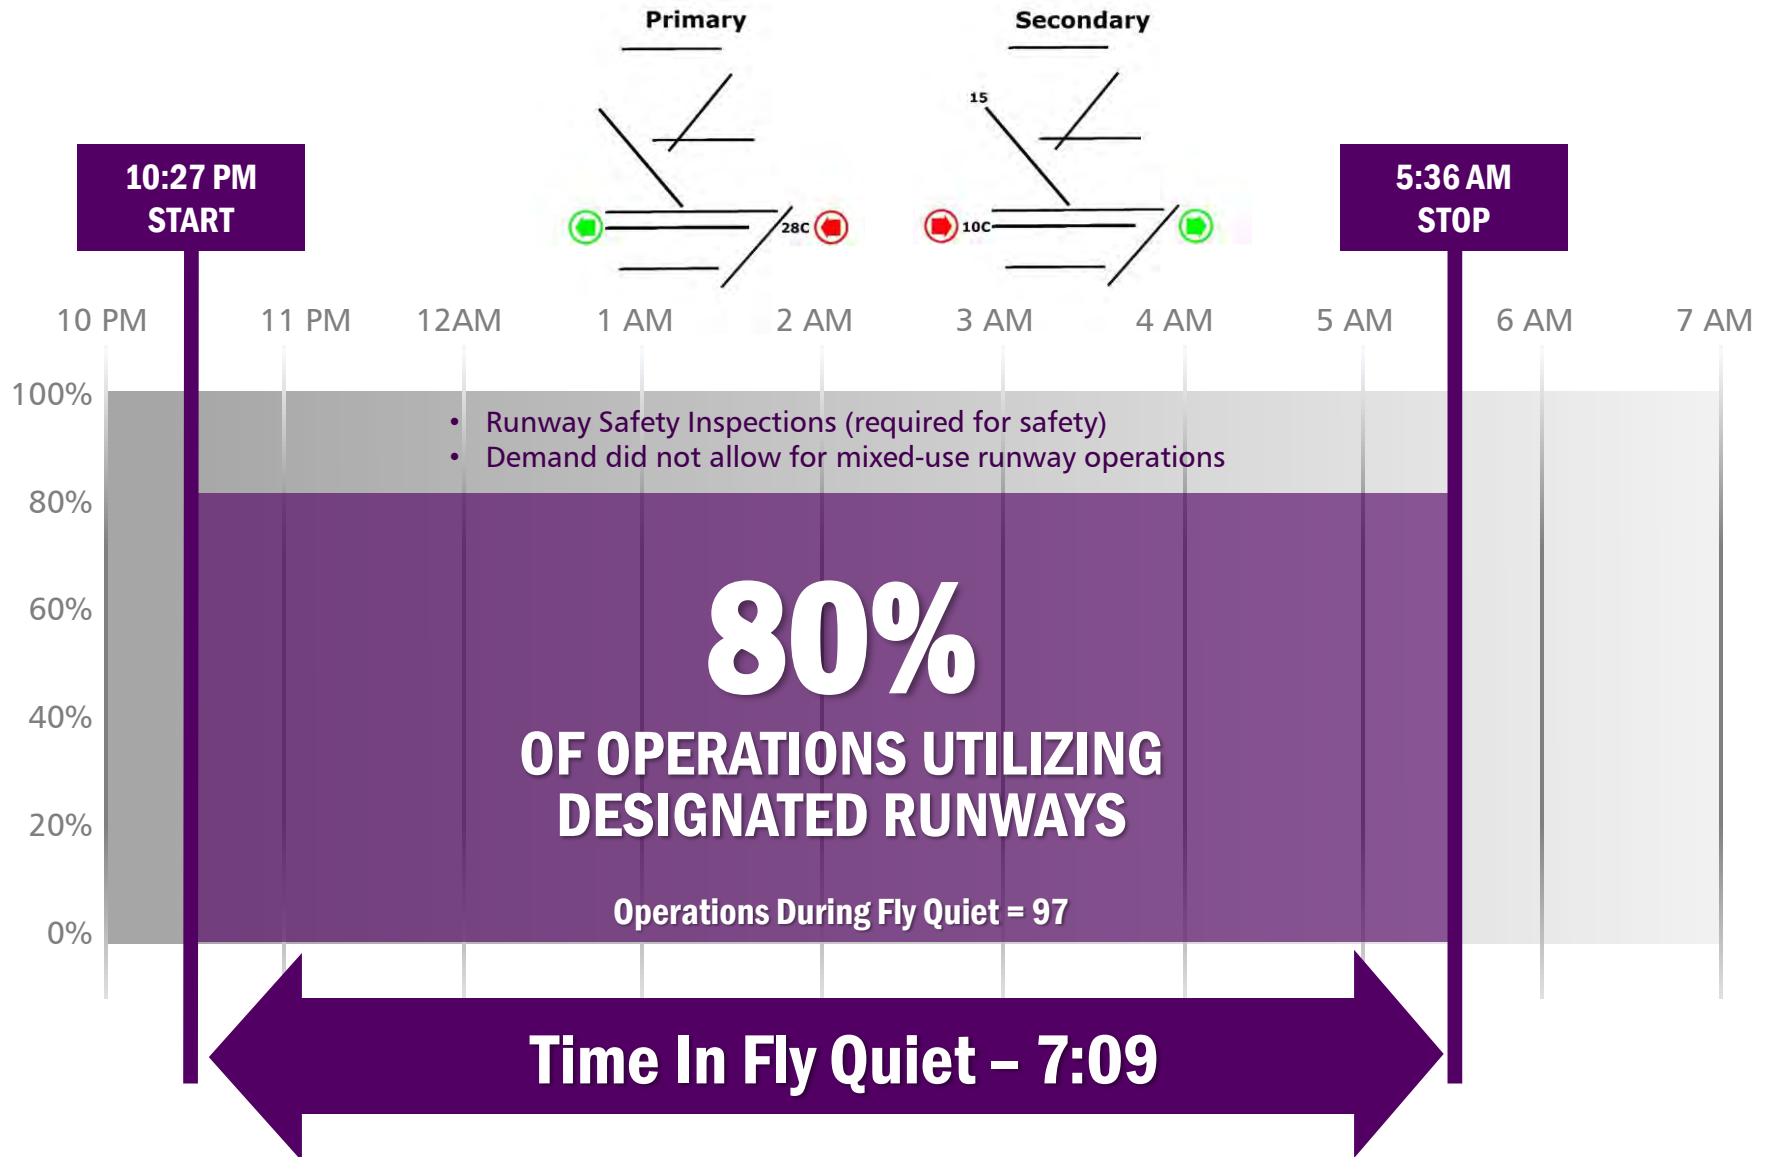 Primary
Secondary
15
10:27 PM
START
5:36 AM
STOP
28C
10C
10 PM
11 PM
12AM
1 AM
2 AM
3 AM
4 AM
5 AM
6 AM
7 AM
100%
• Runway Safety Inspections (required for safety)
• Demand did not allow for mixed-use runway operations
80%
60%
40%
20%
0%
80%
OF OPERATIONS UTILIZING
DESIGNATED RUNWAYS
Operations During Fly Quiet = 97
Time In Fly Quiet – 7:09